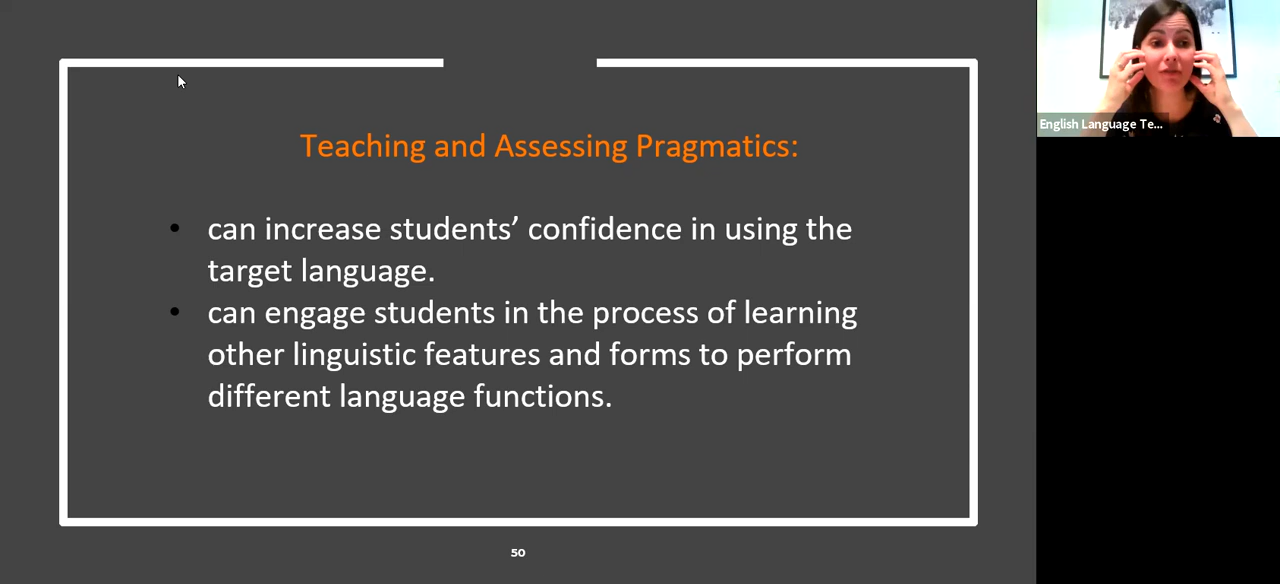 Teaching and Assessing Pragmatics:
• can increase students’ confidence in using the
target language.
• can engage students in the process of learning
other linguistic features and forms to perform
different language functions.
50
English Language Te...